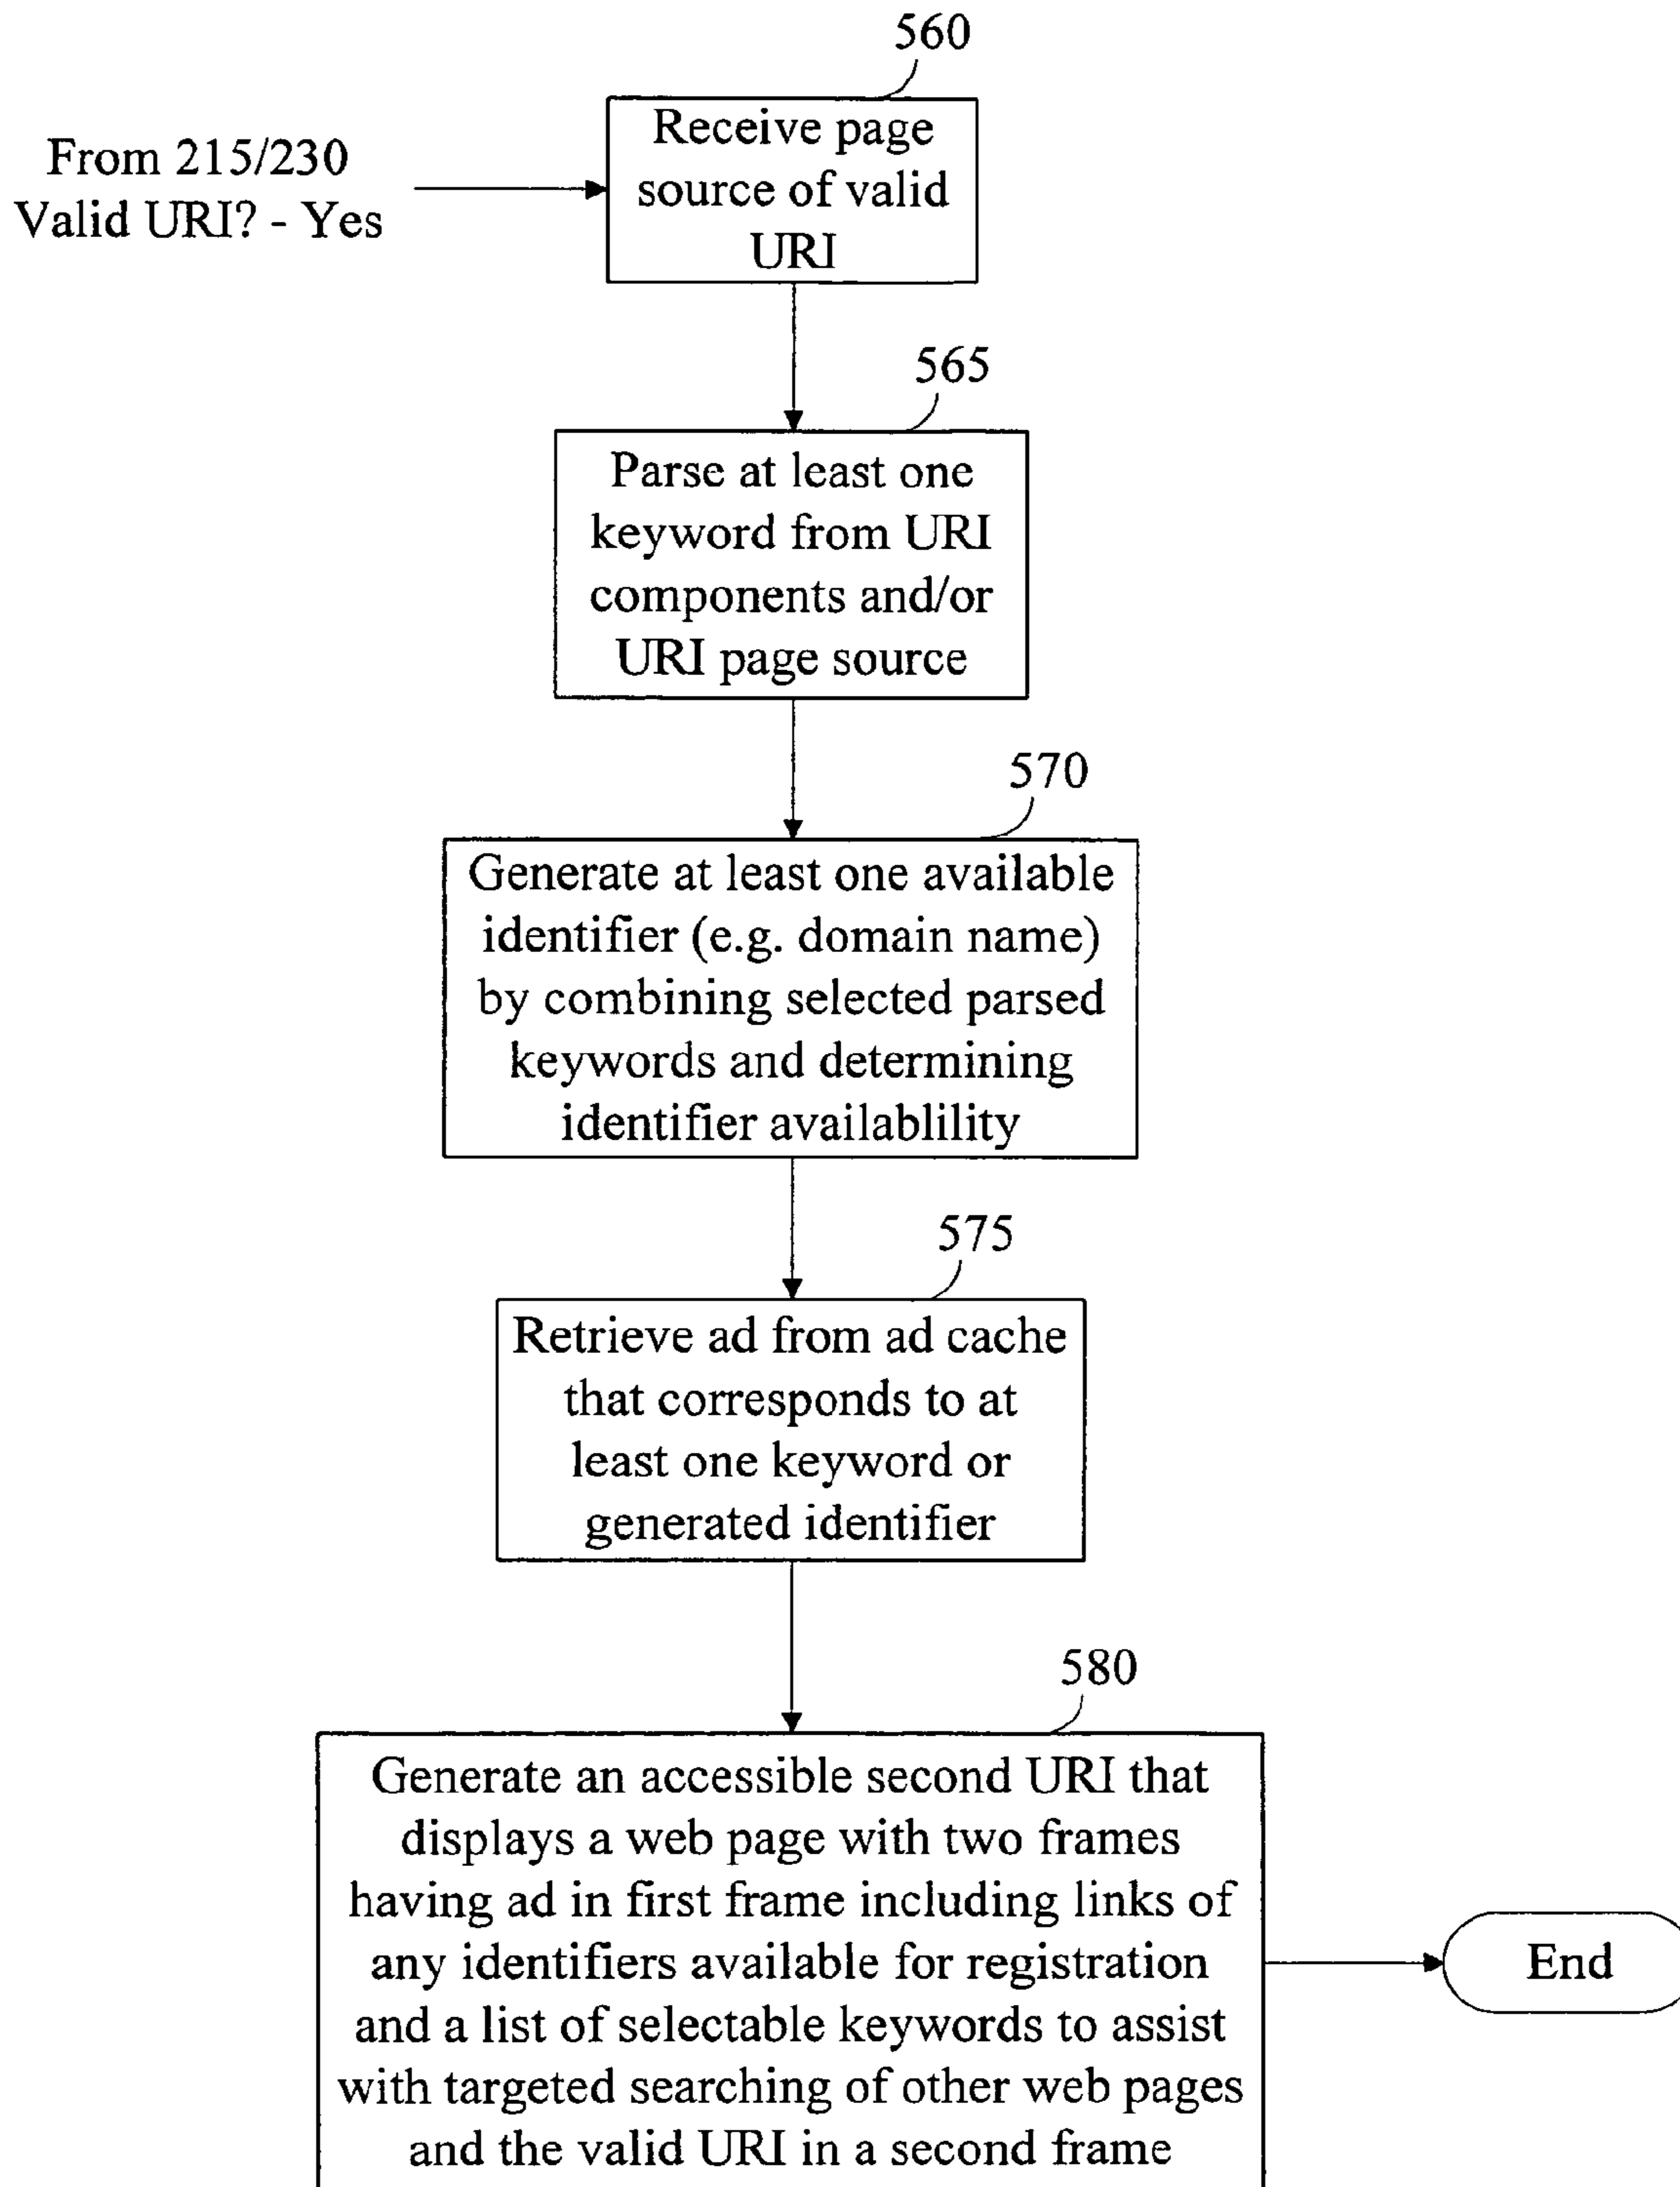 560
Receive page
source of valid
URI
From 215/230
Valid URI? - Yes
565
Parse at least one
keyword from URI
components and/or
URI page source
570
Generate at least one available
identifier (e.g. domain name)
by combining selected parsed
keywords and determining
identifier availablility
575
Retrieve ad from ad cache
that corresponds to at
least one keyword or
generated identifier
580
Generate an accessible second URI that
displays a web page with two frames
having ad in first frame including links of
any identifiers available for registration
and a list of selectable keywords to assist
with targeted searching of other web pages
and the valid URI in a second frame
End